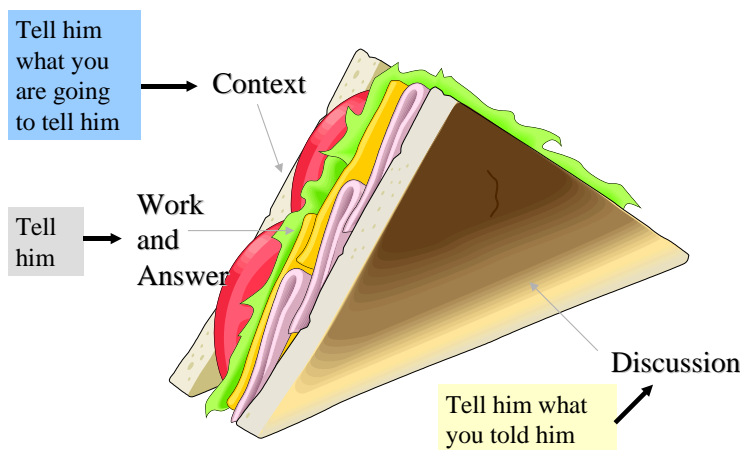 Tell him
what you
are going
to tell him
Context
Tell
him
Work
and
Answer
Discussion
Tell him what
you told him